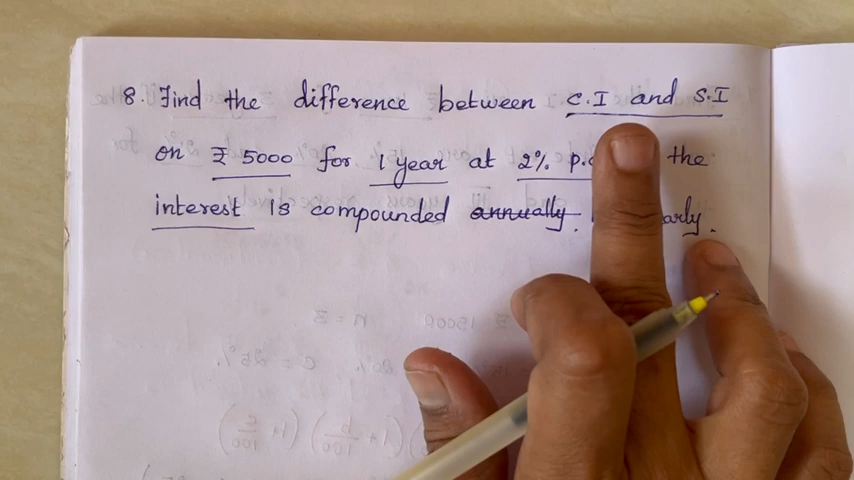 8. Find the difference between C.I and S.I
on ₹ 5000 for 1 year at 2% p. the
interest is compounded annually. arly.